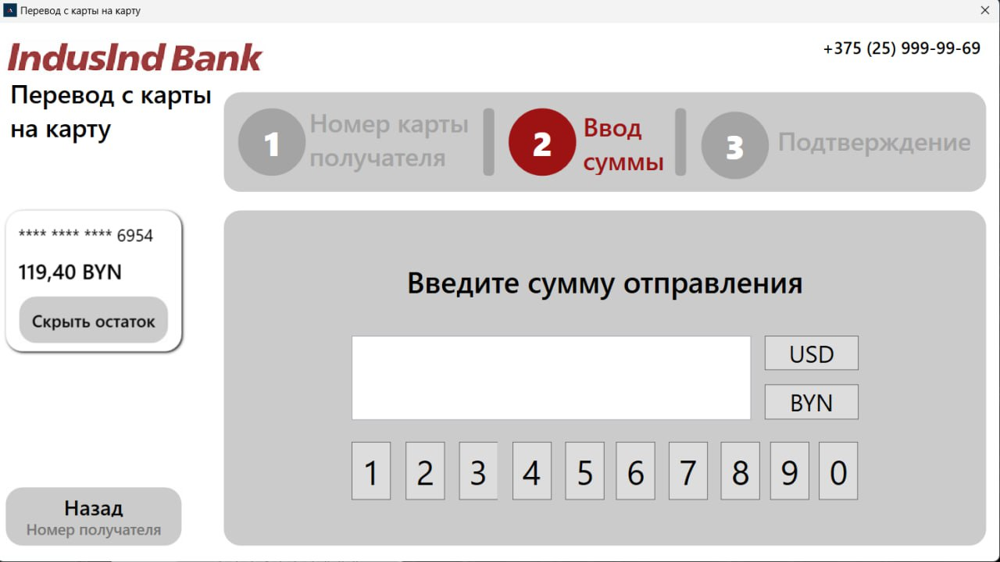 Перевод с карты на карту
IndusInd Bank
+375 (25) 999-99-69
Перевод с карты
на карту
1
Номер карты
получателя
2
Ввод
суммы
3
Подтверждение
**** **** **** 6954
119,40 BYN
Скрыть остаток
Введите сумму отправления
USD
BYN
1 2 3 4 5 6 7 8 9 0
Назад
Номер получателя